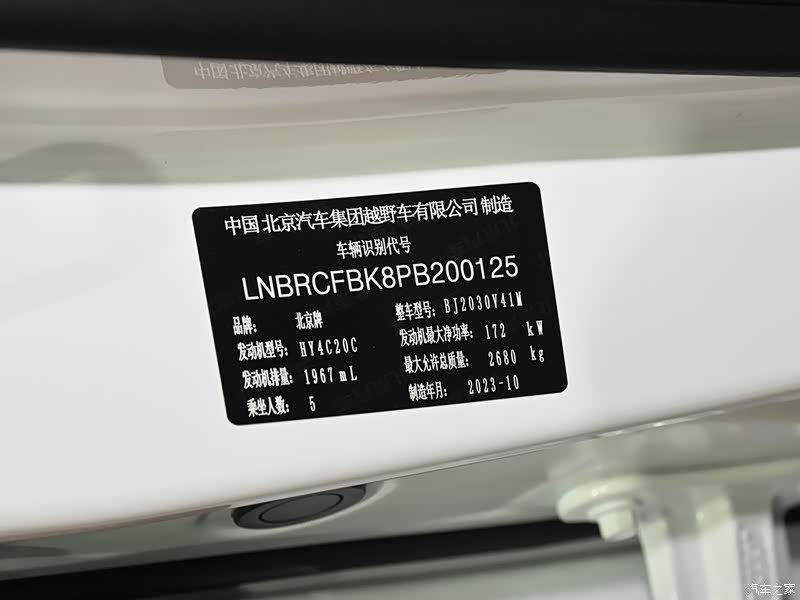 中国 北京汽车集团越野车有限公司 制造
车辆识别代号
LNBRCFBK8PB200125
品牌： 北京牌 整车型号： BJ2030V41M
发动机型号： HY4C20C 发动机最大净功率： 172 kW
发动机排量： 1967 mL 最大允许总质量： 2680 kg
乘坐人数： 5 制造年月： 2023-10
汽车之家